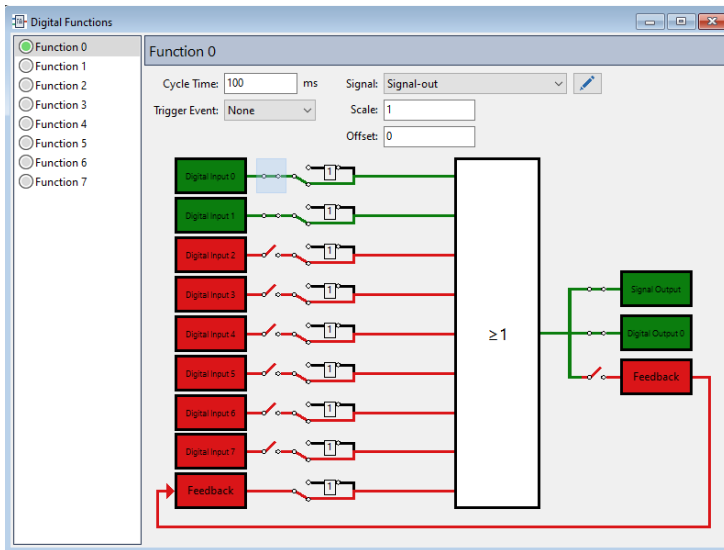 Digital Functions
Function 0
Function 1
Function 2
Function 3
Function 4
Function 5
Function 6
Function 7
Function 0
Cycle Time: 100 ms Signal: Signal-out
Trigger Event: None Scale: 1
Offset: 0
Digital Input 0 1
Digital Input 1 1
Digital Input 2 1
Digital Input 3 1
Digital Input 4 1
Digital Input 5 1
Digital Input 6 1
Digital Input 7 1
Feedback 1
≥1
Signal Output
Digital Output 0
Feedback